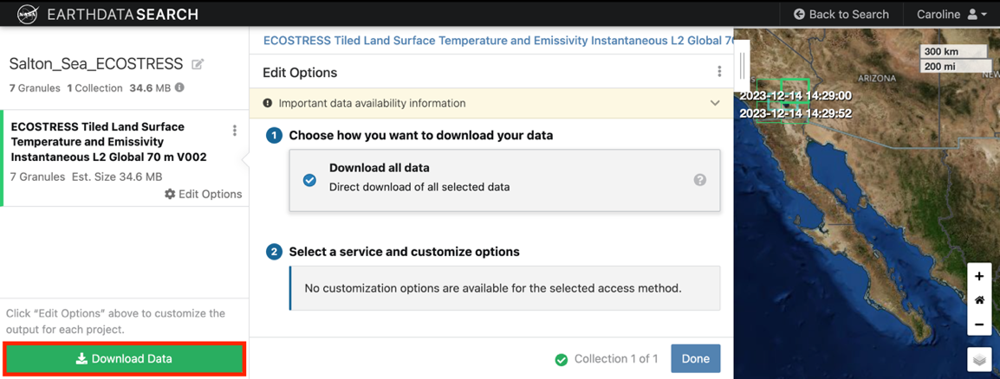 NASA
EARTHDATA SEARCH
Back to Search
Caroline
Salton_Sea_ECOSTRESS
7 Granules 1 Collection 34.6 MB
ECOSTRESS Tiled Land Surface
Temperature and Emissivity
Instantaneous L2 Global 70 m V002
7 Granules Est. Size 34.6 MB
Edit Options
Click “Edit Options” above to customize the
output for each project.
Download Data
ECOSTRESS Tiled Land Surface Temperature and Emissivity Instantaneous L2 Global 70
Edit Options
Important data availability information
1 Choose how you want to download your data
Download all data
Direct download of all selected data
?
2 Select a service and customize options
No customization options are available for the selected access method.
Collection 1 of 1
Done
300 km
200 mi
ARIZONA
NEW
2023-12-14 14:29:00
2023-12-14 14:29:52
+
−